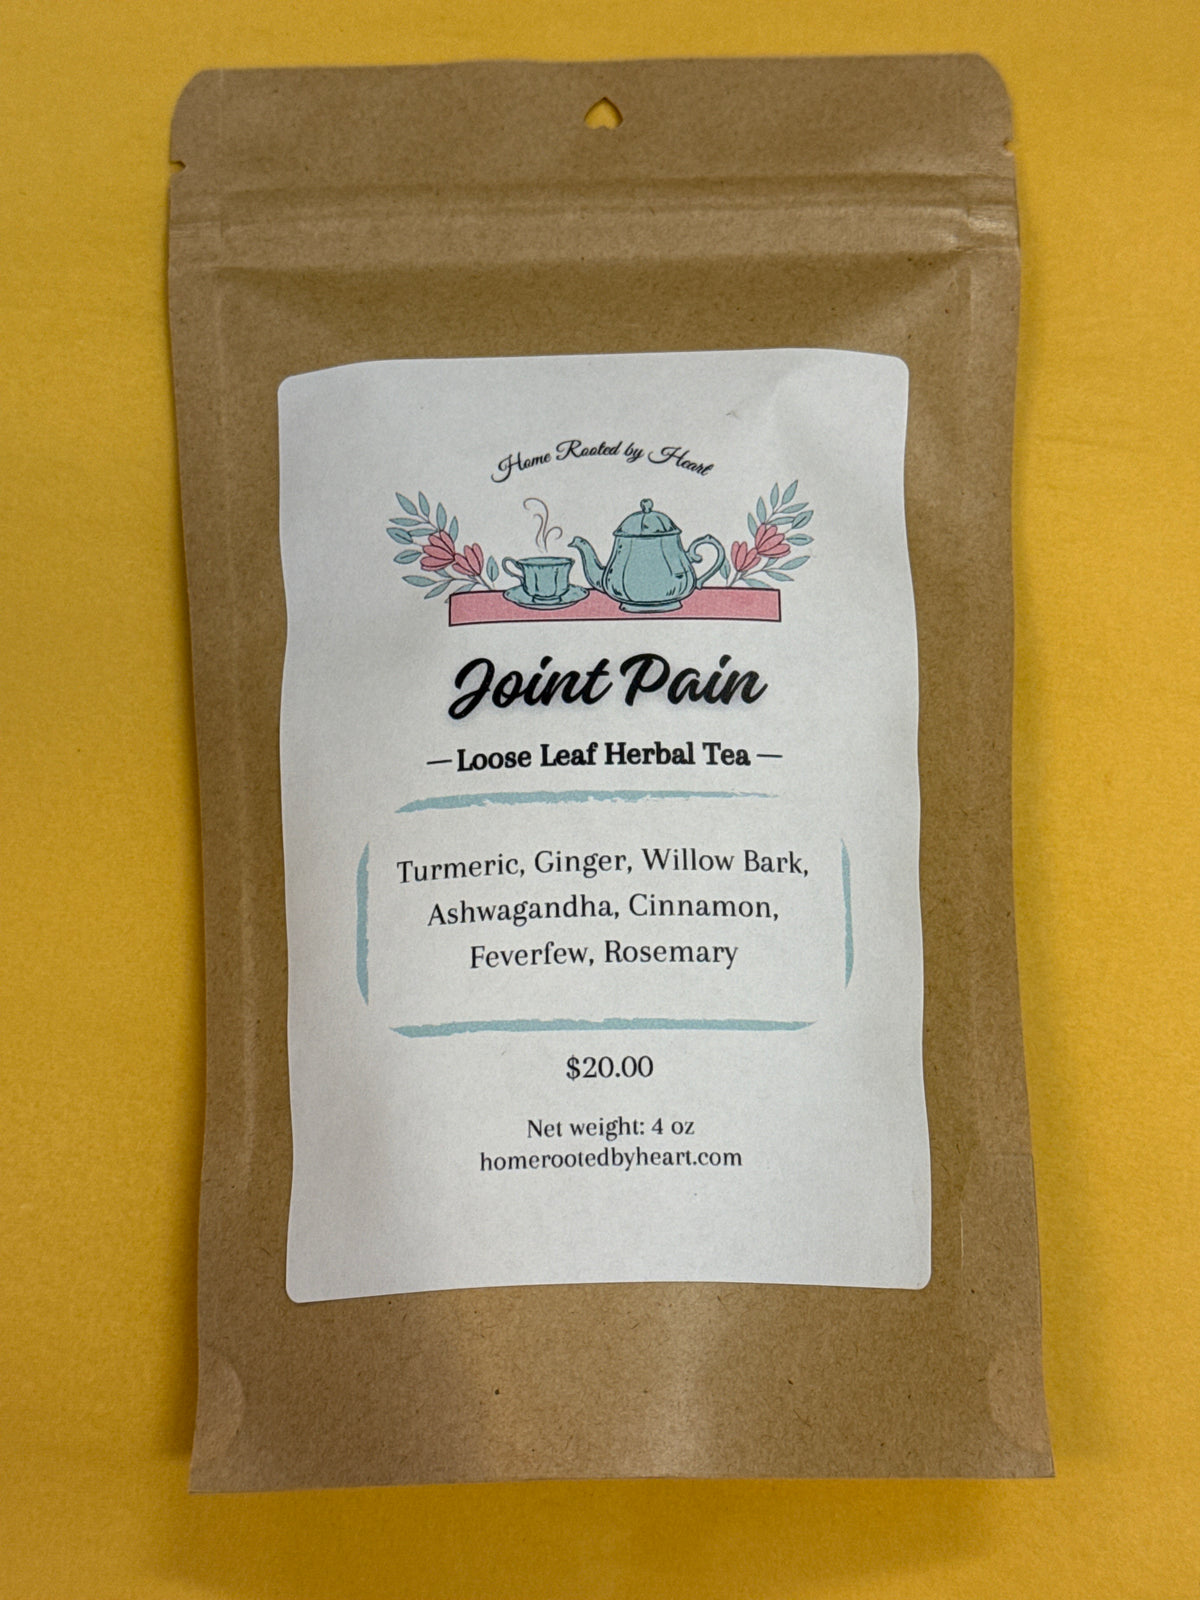 Home Rooted by Heart
Joint Pain
— Loose Leaf Herbal Tea —
Turmeric, Ginger, Willow Bark,
Ashwagandha, Cinnamon,
Feverfew, Rosemary
$20.00
Net weight: 4 oz
homerootedbyheart.com